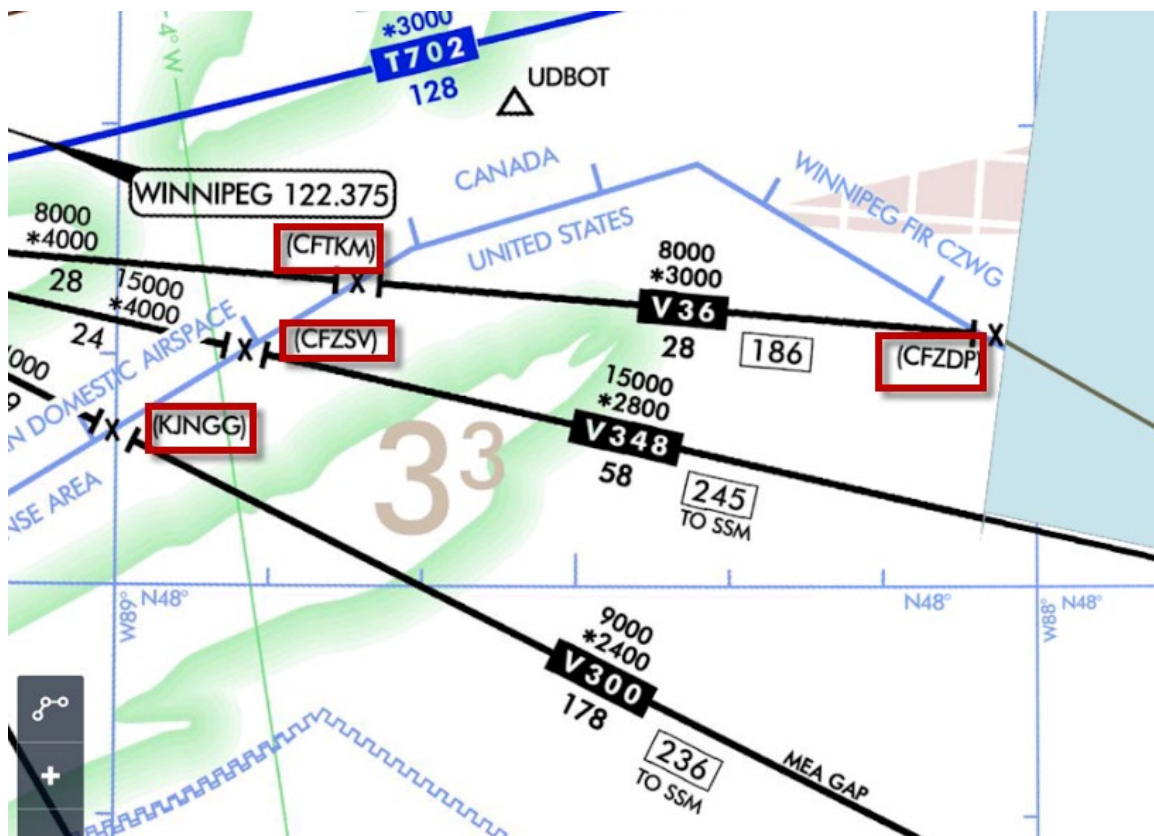 *3000
T702
128
UDBOT
4° W
CANADA
WINNIPEG 122.375
UNITED STATES
WINNIPEG FIR CZWG
8000
*4000
28
(CFTKM)
8000
*3000
V36
28
186
15000
*4000
24
(CFZSV)
(CFZDP)
DOMESTIC AIRSPACE
(KJNGG)
15000
*2800
V348
58
245
TO SSM
3³
AREA
N48°
N48°
N48°
W89°
W88°
9000
*2400
V300
178
236
TO SSM
MEA GAP